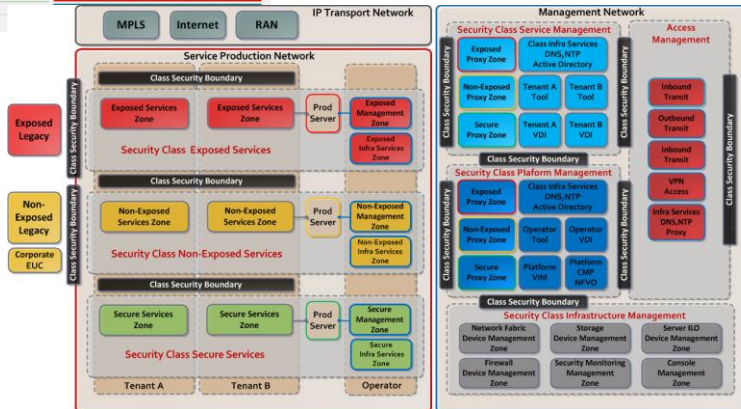 IP Transport Network
MPLS
Internet
RAN
Service Production Network
Class Security Boundary
Exposed Legacy
Class Security Boundary
Exposed Services
Zone
Exposed Services
Zone
Prod
Server
Exposed
Management
Zone
Exposed
Infra Services
Zone
Security Class Exposed Services
Class Security Boundary
Non-Exposed
Legacy
Corporate
EUC
Class Security Boundary
Non-Exposed
Services Zone
Non-Exposed
Services Zone
Prod
Server
Non-Exposed
Management
Zone
Non-Exposed
Infra Services
Zone
Security Class Non-Exposed Services
Class Security Boundary
Secure Services
Zone
Secure Services
Zone
Prod
Server
Secure
Management
Zone
Secure
Infra Services
Zone
Security Class Secure Services
Tenant A
Tenant B
Operator
Management Network
Security Class Service Management
Class Security Boundary
Exposed
Proxy Zone
Class Infra Services
DNS,NTP
Active Directory
Non-Exposed
Proxy Zone
Tenant A
Tool
Tenant B
Tool
Secure
Proxy Zone
Tenant A
VDI
Tenant B
VDI
Class Security Boundary
Security Class Plaform Management
Class Security Boundary
Exposed
Proxy Zone
Class Infra Services
DNS,NTP
Active Directory
Non-Exposed
Proxy Zone
Operator
Tool
Operator
VDI
Secure
Proxy Zone
Platform
VIM
Platform
CMP
NFVO
Access
Management
Inbound
Transit
Outbound
Transit
Inbound
Transit
VPN
Access
Infra Services
DNS,NTP
Proxy
Class Security Boundary
Class Security Boundary
Security Class Infrastructure Management
Network Fabric
Device Management
Zone
Storage
Device Management
Zone
Server ILO
Device Management
Zone
Firewall
Device Management
Zone
Security Monitoring
Management
Zone
Console
Management
Zone